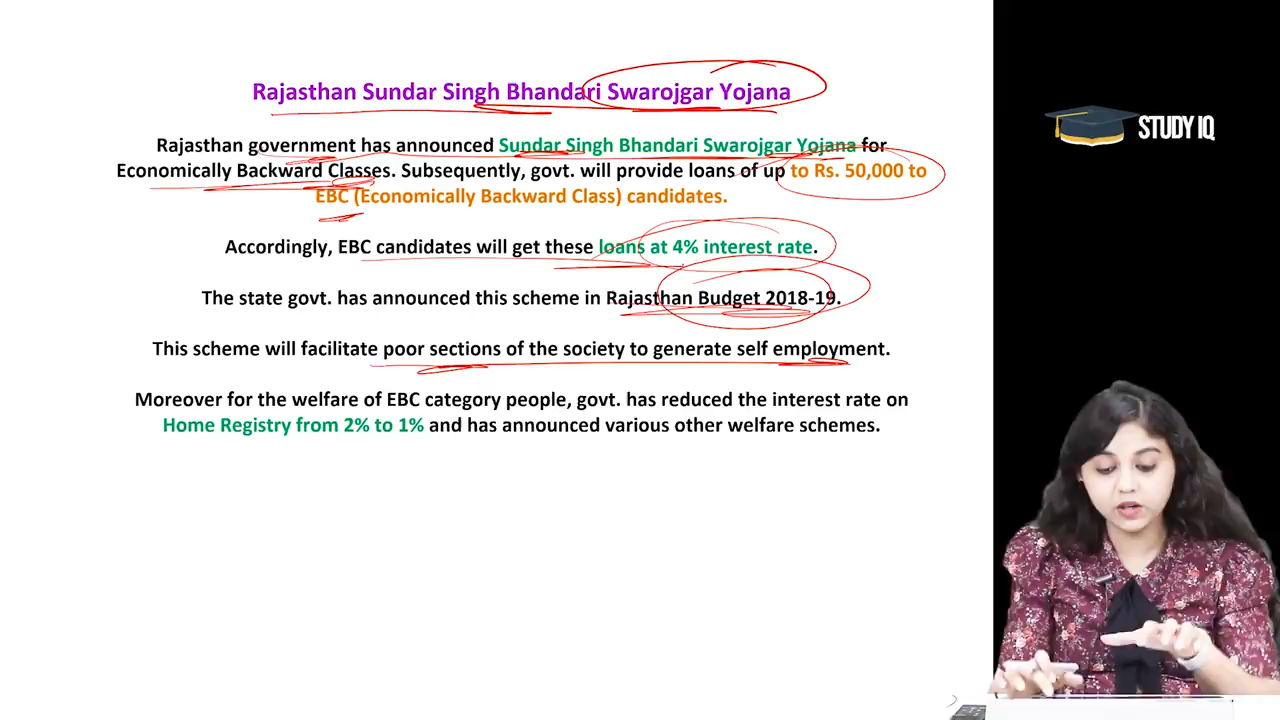 Rajasthan Sundar Singh Bhandari Swarojgar Yojana
Rajasthan government has announced Sundar Singh Bhandari Swarojgar Yojana for
Economically Backward Classes. Subsequently, govt. will provide loans of up to Rs. 50,000 to
EBC (Economically Backward Class) candidates.
Accordingly, EBC candidates will get these loans at 4% interest rate.
The state govt. has announced this scheme in Rajasthan Budget 2018-19.
This scheme will facilitate poor sections of the society to generate self employment.
Moreover for the welfare of EBC category people, govt. has reduced the interest rate on
Home Registry from 2% to 1% and has announced various other welfare schemes.
STUDY IQ